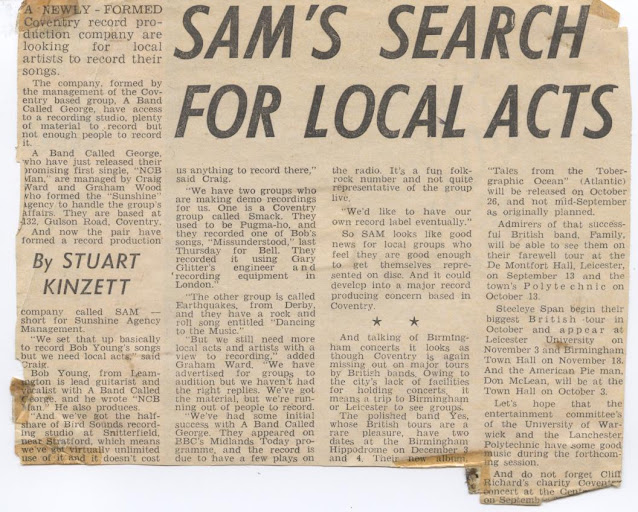 A NEWLY - FORMED
Coventry record pro-
duction company are
looking for local
artists to record their
songs.
The company, formed by
the management of the Cov-
entry based group, A Band
Called George, have access
to a recording studio, plenty
of material to record but
not enough people to record
it.
A Band Called George,
who have just released their
promising first single, "NCB
Man," are managed by Craig
Ward and Graham Wood
who formed the "Sunshine"
agency to handle the group's
affairs. They are based at
132, Gulson Road, Coventry.
And now the pair have
formed a record production
By STUART
KINZETT
company called SAM —
short for Sunshine Agency
Management.
"We set that up basically
to record Bob Young's songs
but we need local acts," said
Craig.
Bob Young, from Leam-
ington is lead guitarist and
vocalist with A Band Called
George, and he wrote "NCB
Man." He also produces.
"And we've got the half-
share of Bird Sounds record-
ing studio at Snitterfield,
near Stratford, which means
we've got virtually unlimited
use of it and it doesn't cost
SAM'S SEARCH
FOR LOCAL ACTS
us anything to record there,"
said Craig.
"We have two groups who
are making demo recordings
for us. One is a Coventry
group called Smack. They
used to be Pugma-ho, and
they recorded one of Bob's
songs, "Missunderstood," last
Thursday for Bell. They
recorded it using Gary
Glitter's engineer and
recording equipment in
London."
"The other group is called
Earthquakes, from Derby,
and they have a rock and
roll song entitled "Dancing
to the Music."
"But we still need more
local acts and artists with a
view to recording," added
Graham Ward. "We have
advertised for groups to
audition but we haven't had
the right replies. We've got
the material, but we're run-
ning out of people to record.
"We've had some initial
success with A Band Called
George. They appeared on
BBC's Midlands Today pro-
gramme, and the record is
due to have a few plays on
the radio. It's a fun folk-
rock number and not quite
representative of the group
live.
"We'd like to have our
own record label eventually."
So SAM looks like good
news for local groups who
feel they are good enough
to get themselves repre-
sented on disc. And it could
develop into a major record
producing concern based in
Coventry.
★ ★
And talking of Birming-
ham concerts it looks as
though Coventry is again
missing out on major tours
by British bands. Owing to
the city's lack of facilities
for holding concerts, it
means a trip to Birmingham
or Leicester to see groups.
The polished band Yes,
whose British tours are a
rare pleasure, have two
dates at the Birmingham
Hippodrome on December 3
and 4. Their new album,
"Tales from the Tober-
graphic Ocean" (Atlantic)
will be released on October
26, and not mid-September
as originally planned.
Admirers of that success-
ful British band, Family,
will be able to see them on
their farewell tour at the
De Montfort Hall, Leicester,
on September 13 and the
town's Polytechnic on
October 13.
Steeleye Span begin their
biggest British tour in
October and appear at
Leicester University on
November 3 and Birmingham
Town Hall on November 18.
And the American Pie man,
Don McLean, will be at the
Town Hall on October 3.
Let's hope that the
entertainment committee's
of the University of War-
wick and the Lanchester
Polytechnic have some good
music during the forthcom-
ing session.
And do not forget Cliff
Richard's charity Coventry
concert at the
on